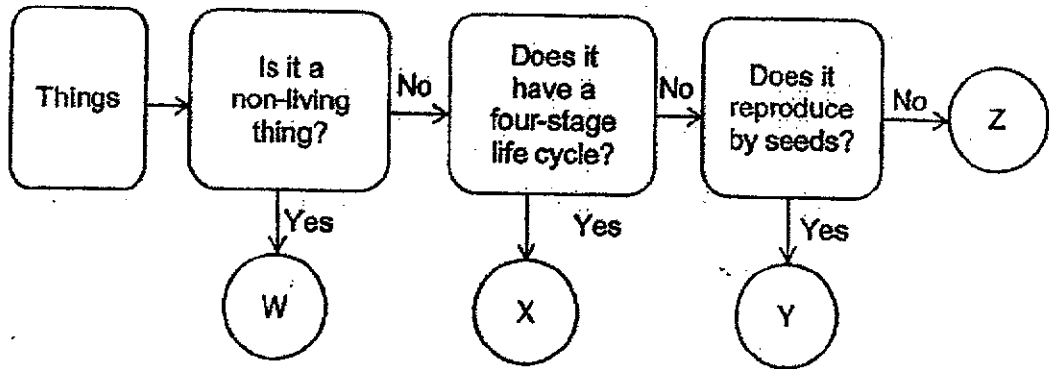 Things
Is it a
non-living
thing?
No
Does it
have a
four-stage
life cycle?
No
Does it
reproduce
by seeds?
No
Z
Yes
W
Yes
X
Yes
Y